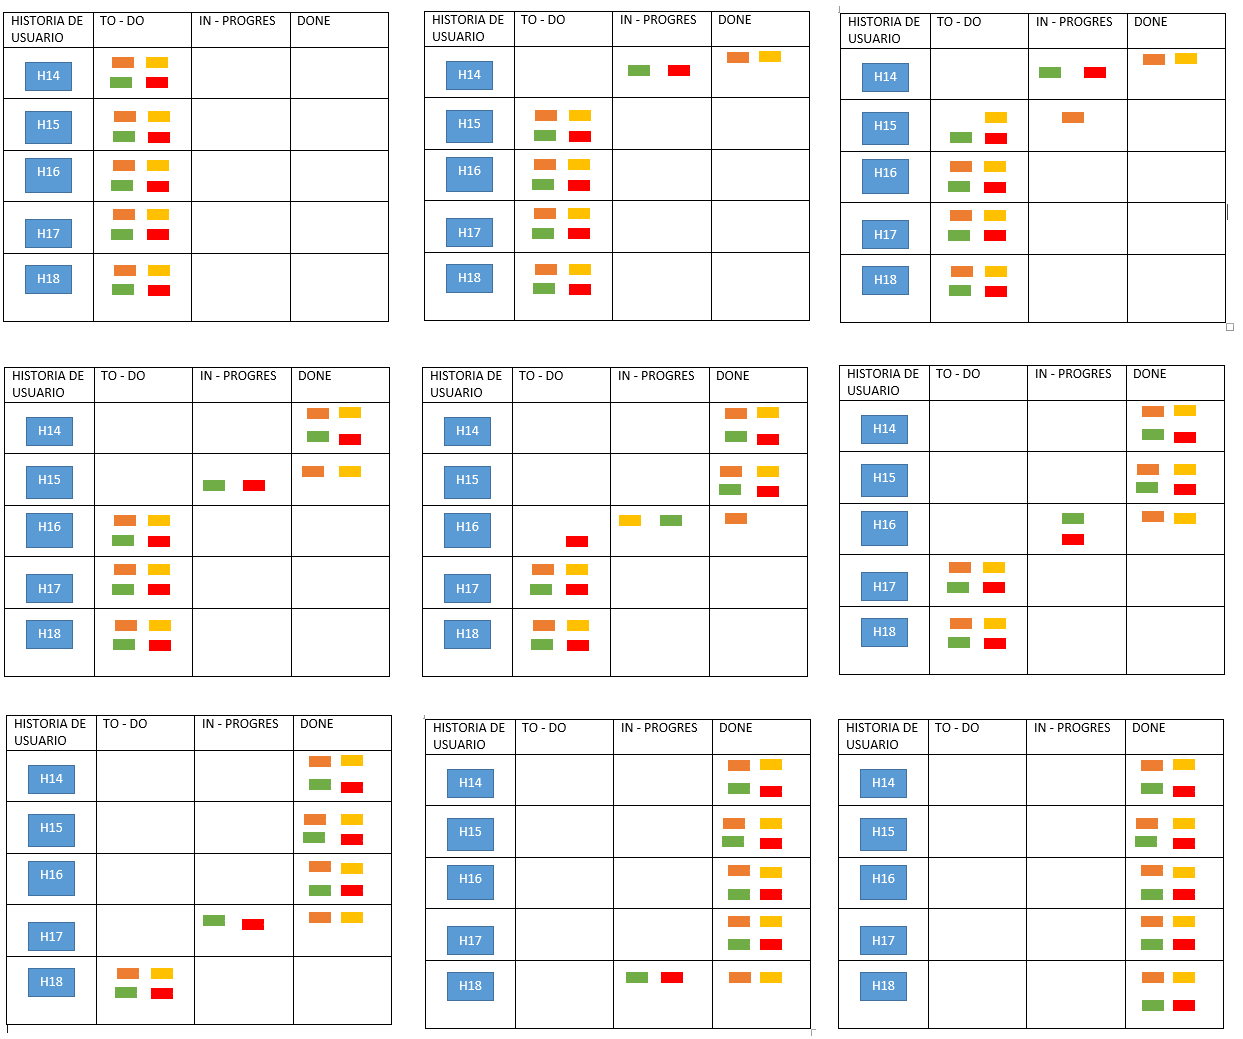 HISTORIA DE USUARIO TO - DO IN - PROGRES DONE
H14
H15
H16
H17
H18
HISTORIA DE USUARIO TO - DO IN - PROGRES DONE
H14
H15
H16
H17
H18
HISTORIA DE USUARIO TO - DO IN - PROGRES DONE
H14
H15
H16
H17
H18
HISTORIA DE USUARIO TO - DO IN - PROGRES DONE
H14
H15
H16
H17
H18
HISTORIA DE USUARIO TO - DO IN - PROGRES DONE
H14
H15
H16
H17
H18
HISTORIA DE USUARIO TO - DO IN - PROGRES DONE
H14
H15
H16
H17
H18
HISTORIA DE USUARIO TO - DO IN - PROGRES DONE
H14
H15
H16
H17
H18
HISTORIA DE USUARIO TO - DO IN - PROGRES DONE
H14
H15
H16
H17
H18
HISTORIA DE USUARIO TO - DO IN - PROGRES DONE
H14
H15
H16
H17
H18